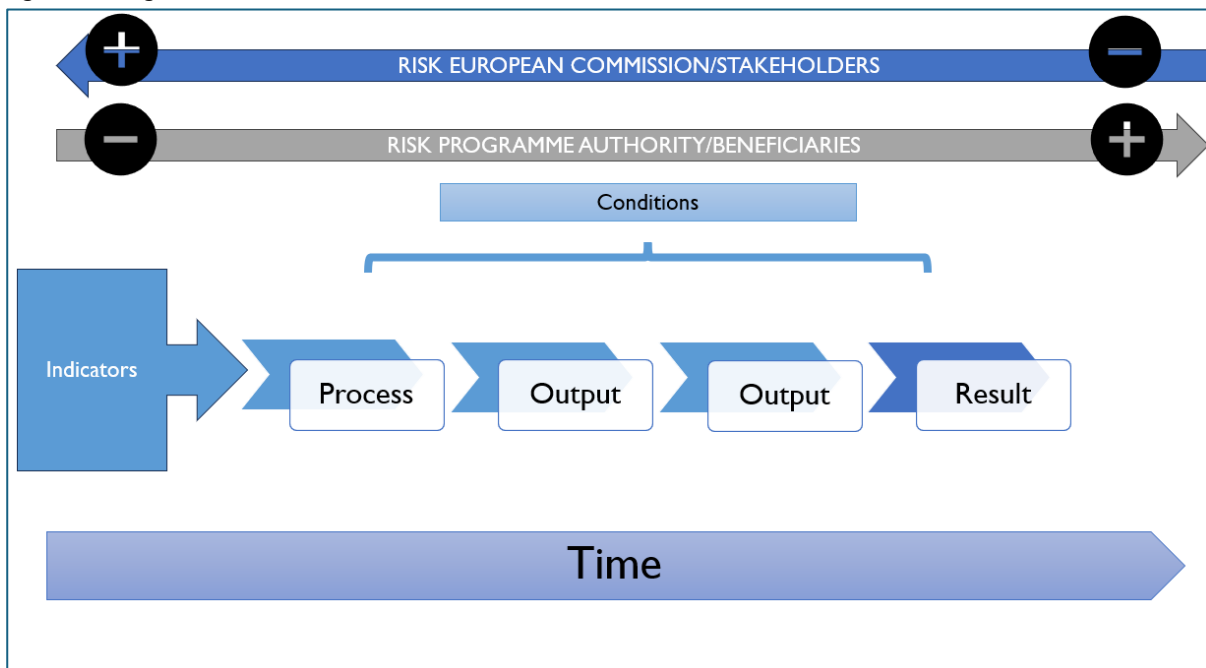 RISK EUROPEAN COMMISSION/STAKEHOLDERS
RISK PROGRAMME AUTHORITY/BENEFICIARIES
Conditions
Indicators
Process
Output
Output
Result
Time